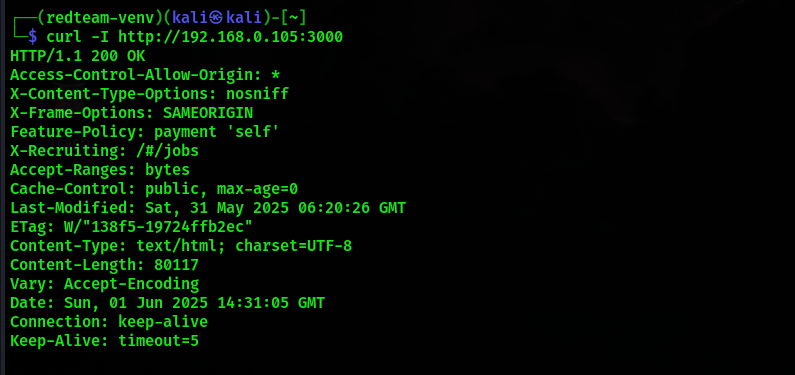 ┌──(redteam-venv)(kali㉿kali)-[~]
└─$ curl -I http://192.168.0.105:3000
HTTP/1.1 200 OK
Access-Control-Allow-Origin: *
X-Content-Type-Options: nosniff
X-Frame-Options: SAMEORIGIN
Feature-Policy: payment 'self'
X-Recruiting: /#/jobs
Accept-Ranges: bytes
Cache-Control: public, max-age=0
Last-Modified: Sat, 31 May 2025 06:20:26 GMT
ETag: W/"138f5-19724ffb2ec"
Content-Type: text/html; charset=UTF-8
Content-Length: 80117
Vary: Accept-Encoding
Date: Sun, 01 Jun 2025 14:31:05 GMT
Connection: keep-alive
Keep-Alive: timeout=5